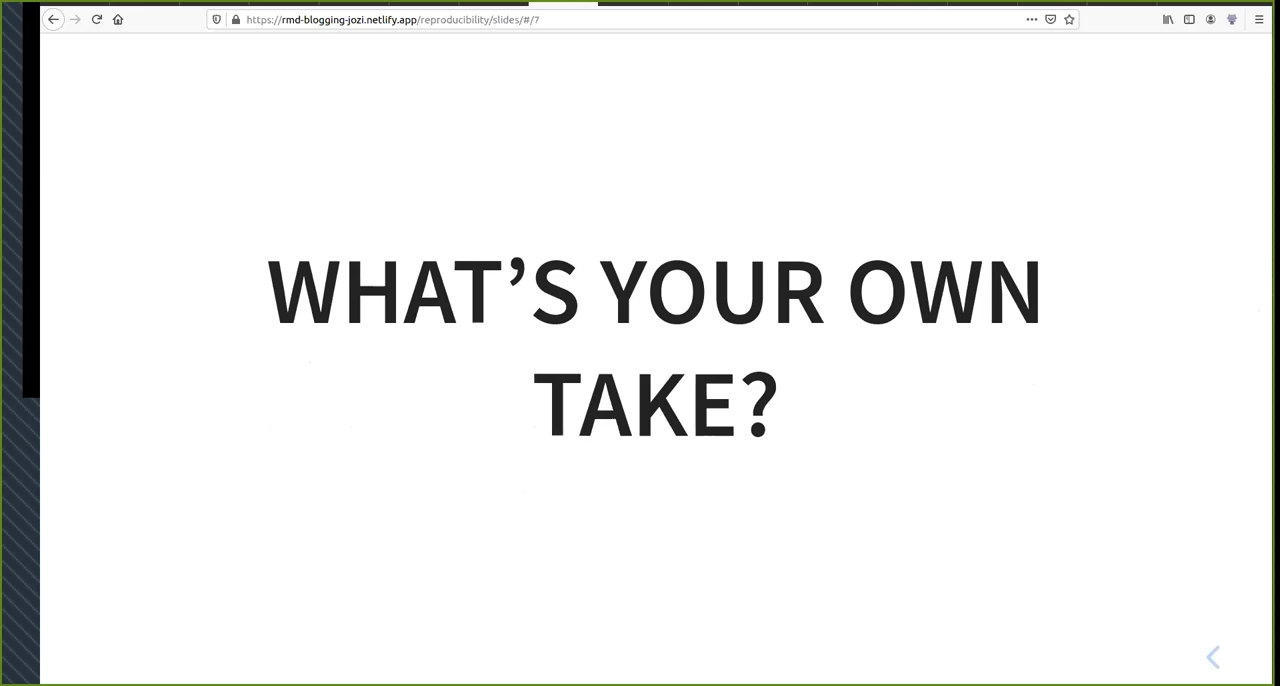 https://rmd-blogging-jozi.netlify.app/reproducibility/slides/#/7
WHAT’S YOUR OWN
TAKE?